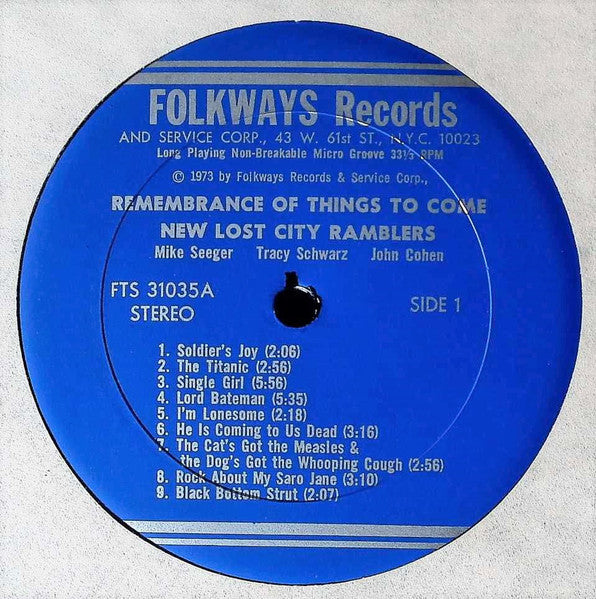 FOLKWAYS Records
AND SERVICE CORP., 43 W. 61st ST., N.Y.C. 10023
Long Playing Non-Breakable Micro Groove 33⅓ RPM
© 1973 by Folkways Records & Service Corp.,
REMEMBRANCE OF THINGS TO COME
NEW LOST CITY RAMBLERS
Mike Seeger Tracy Schwarz John Cohen
FTS 31035A SIDE 1
STEREO
1. Soldier's Joy (2:06)
2. The Titanic (2:56)
3. Single Girl (5:56)
4. Lord Bateman (5:35)
5. I'm Lonesome (2:18)
6. He Is Coming to Us Dead (3:16)
7. The Cat's Got the Measles &
the Dog's Got the Whooping Cough (2:56)
8. Rock About My Saro Jane (3:10)
9. Black Bottom Strut (2:07)